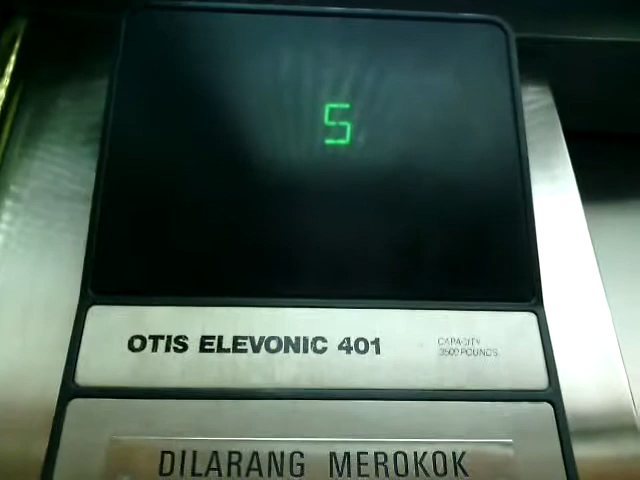 5
OTIS ELEVONIC 401
CAPACITY
3500 POUNDS
DILARANG MEROKOK